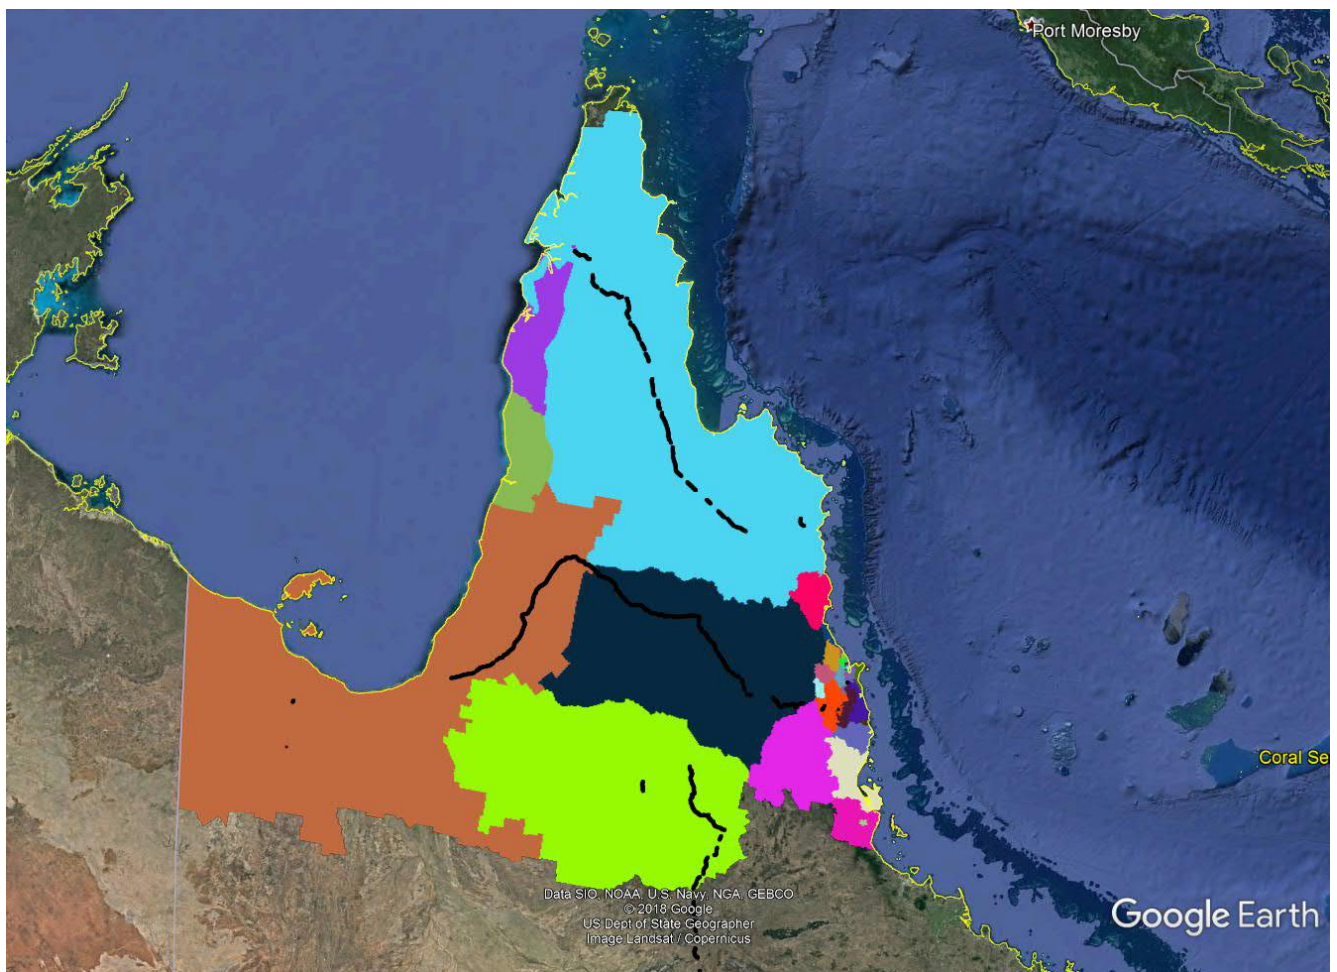 Port Moresby
Coral Se
Data SIO, NOAA, U.S. Navy, NGA, GEBCO
© 2018 Google
US Dept of State Geographer
Image Landsat / Copernicus
Google Earth